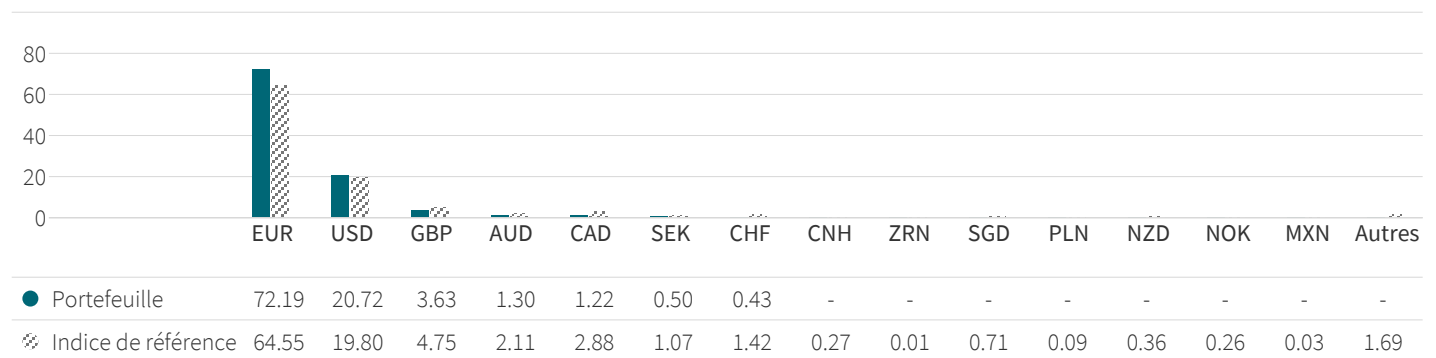 80
60
40
20
0
EUR USD GBP AUD CAD SEK CHF CNH ZRN SGD PLN NZD NOK MXN Autres
Portefeuille 72.19 20.72 3.63 1.30 1.22 0.50 0.43 - - - - - - - -
Indice de référence 64.55 19.80 4.75 2.11 2.88 1.07 1.42 0.27 0.01 0.71 0.09 0.36 0.26 0.03 1.69